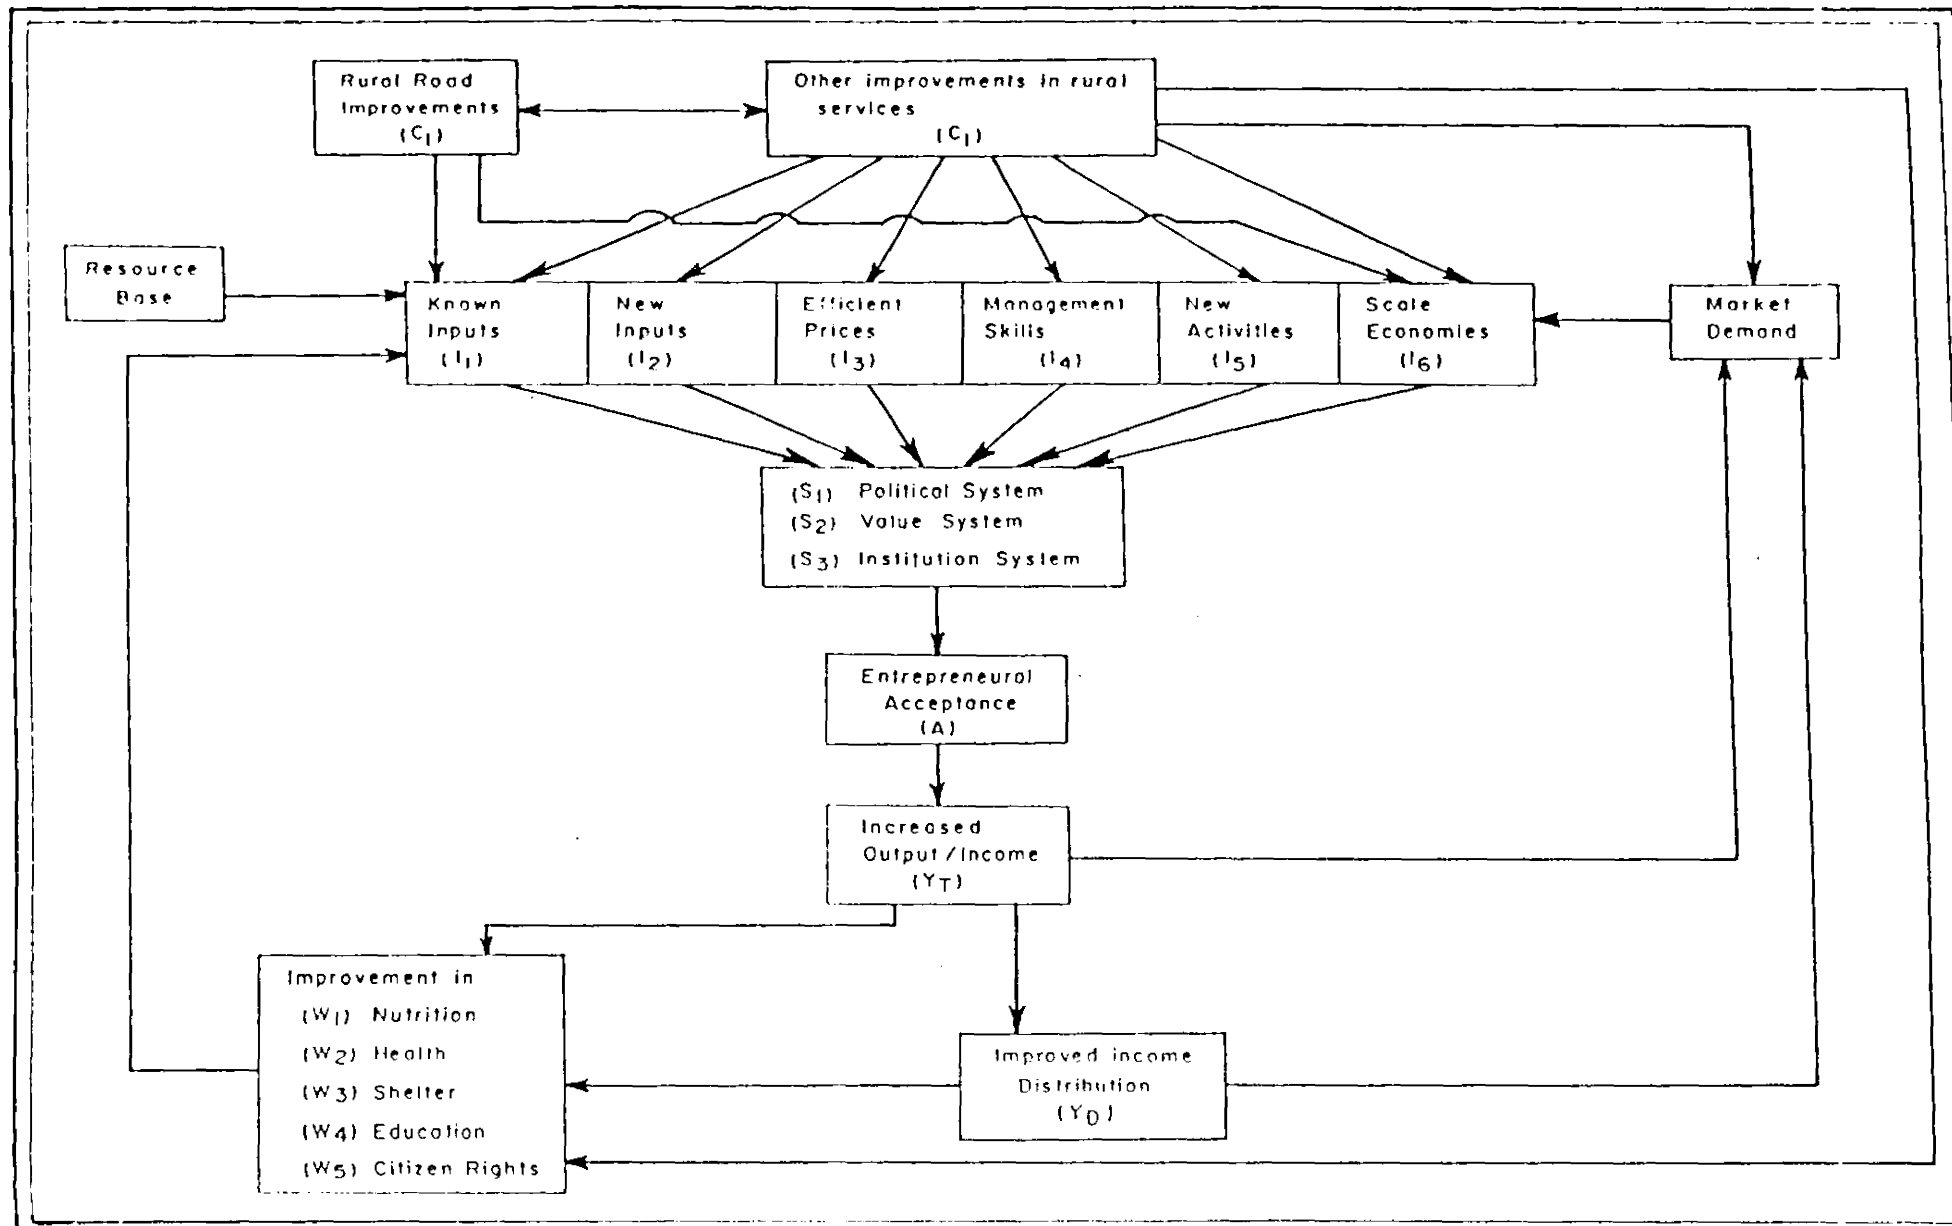 Rural Road
Improvements
(C1)
Other improvements in rural
services
(C1)
Resource
Base
Known
Inputs
(I1)
New
Inputs
(I2)
Efficient
Prices
(I3)
Management
Skills
(I4)
New
Activities
(I5)
Scale
Economies
(I6)
Market
Demand
(S1) Political System
(S2) Value System
(S3) Institution System
Entrepreneural
Acceptance
(A)
Increased
Output/Income
(YT)
Improvement in
(W1) Nutrition
(W2) Health
(W3) Shelter
(W4) Education
(W5) Citizen Rights
Improved income
Distribution
(YD)